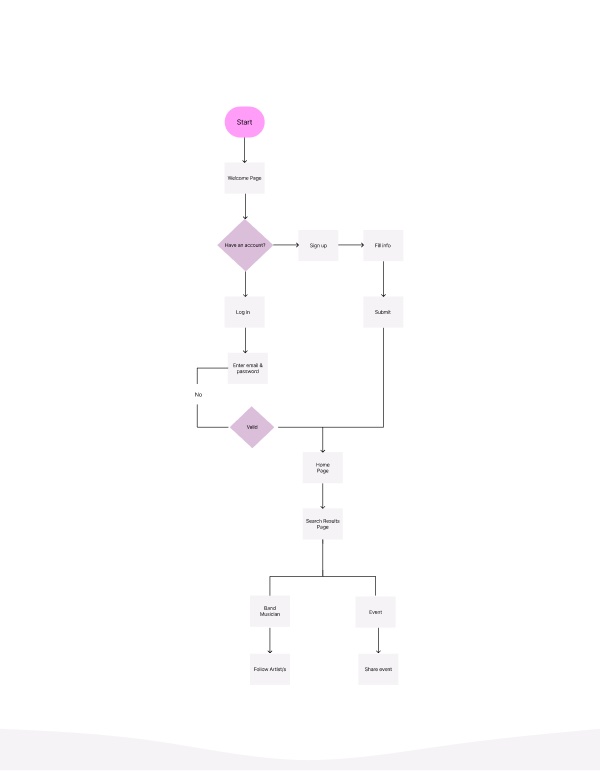 Start
Welcome Page
Have an account?
Sign up
Fill info
Log in
Submit
Enter email &
password
No
Valid
Home
Page
Search Results
Page
Band
Musician
Event
Follow Artist/s
Share event